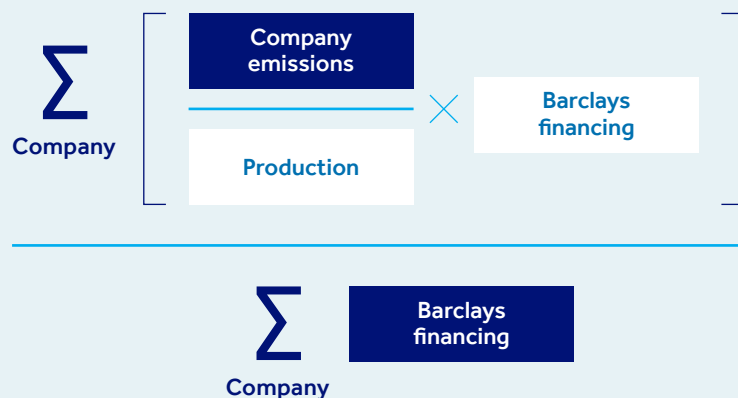 ∑
Company
Company
emissions
Production
Barclays
financing
∑
Company
Barclays
financing